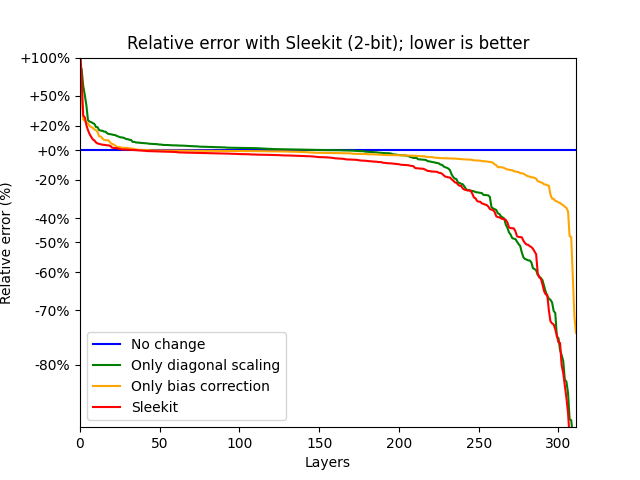 Relative error with Sleekit (2-bit); lower is better
Relative error (%)
+100%
+50%
+20%
+0%
-20%
-40%
-50%
-60%
-70%
-80%
No change
Only diagonal scaling
Only bias correction
Sleekit
0 50 100 150 200 250 300
Layers